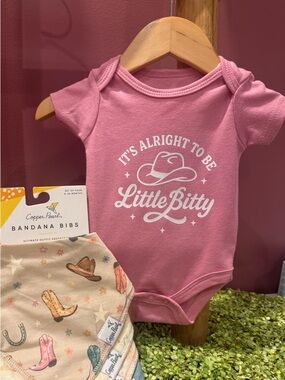 IT'S ALRIGHT TO BE
Little Bitty
Copper Pearl
BANDANA BIBS